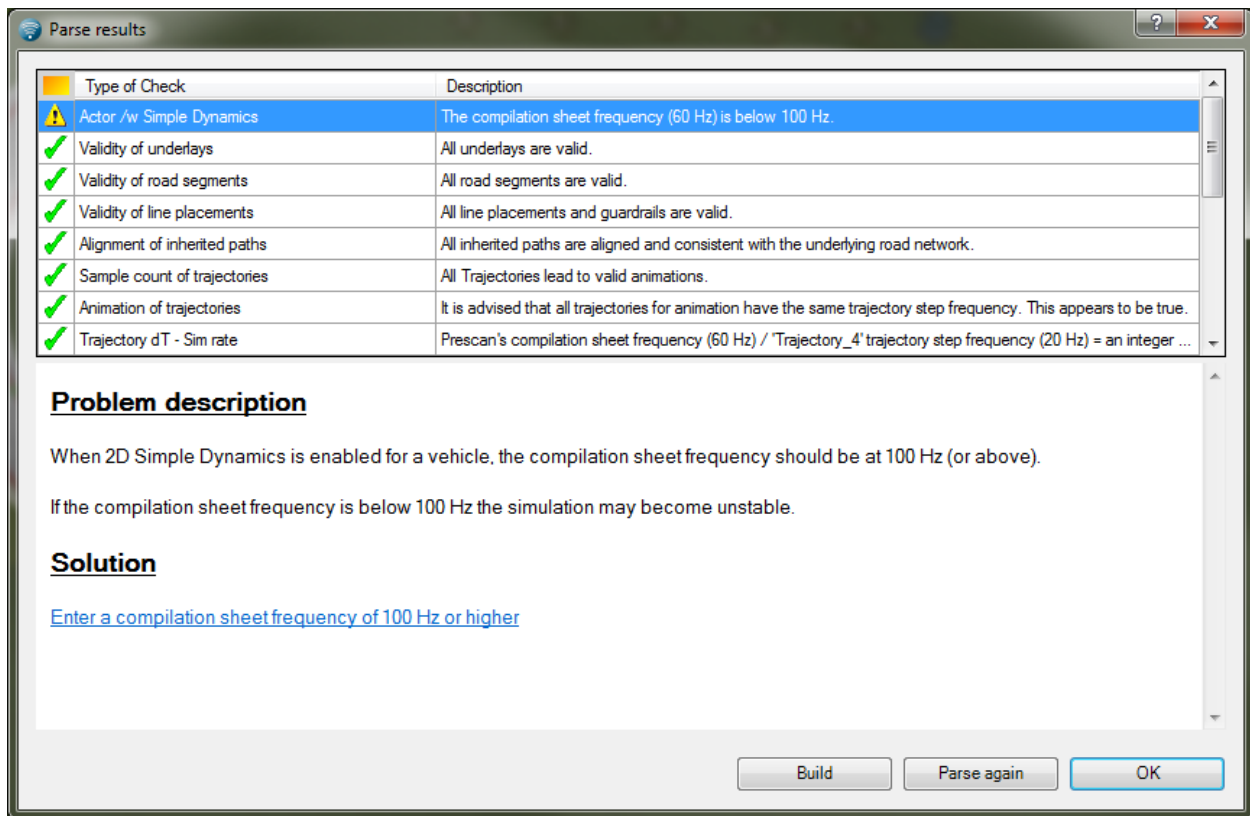 Parse results
Type of Check Description
Actor /w Simple Dynamics The compilation sheet frequency (60 Hz) is below 100 Hz.
Validity of underlays All underlays are valid.
Validity of road segments All road segments are valid.
Validity of line placements All line placements and guardrails are valid.
Alignment of inherited paths All inherited paths are aligned and consistent with the underlying road network.
Sample count of trajectories All Trajectories lead to valid animations.
Animation of trajectories It is advised that all trajectories for animation have the same trajectory step frequency. This appears to be true.
Trajectory dT - Sim rate Prescan's compilation sheet frequency (60 Hz) / 'Trajectory_4' trajectory step frequency (20 Hz) = an integer ...
Problem description
When 2D Simple Dynamics is enabled for a vehicle, the compilation sheet frequency should be at 100 Hz (or above).
If the compilation sheet frequency is below 100 Hz the simulation may become unstable.
Solution
Enter a compilation sheet frequency of 100 Hz or higher
Build Parse again OK